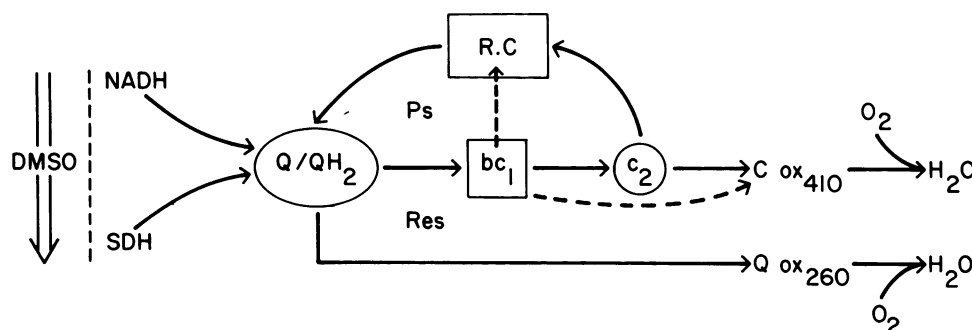 R.C
NADH
Ps
O2
DMSO
Q/QH2
bc1
c2
C ox410
H2O
Res
SDH
Q ox260
H2O
O2